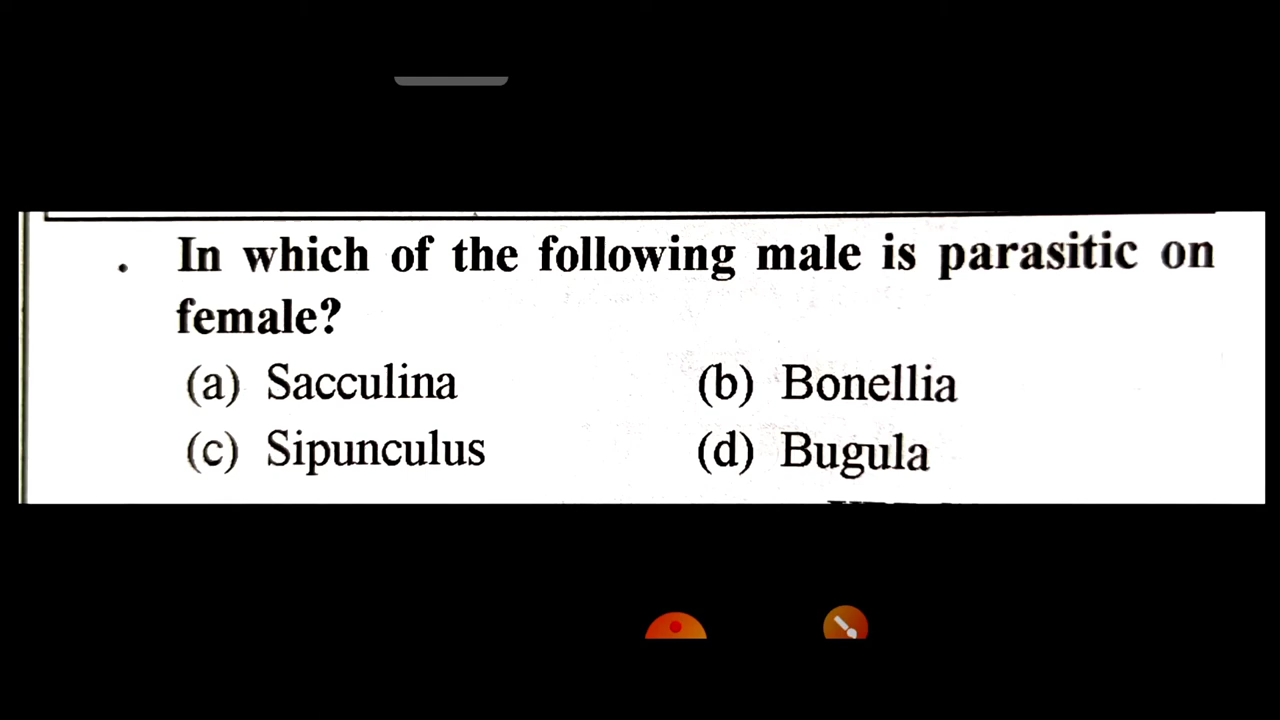 . In which of the following male is parasitic on
female?
(a) Sacculina (b) Bonellia
(c) Sipunculus (d) Bugula